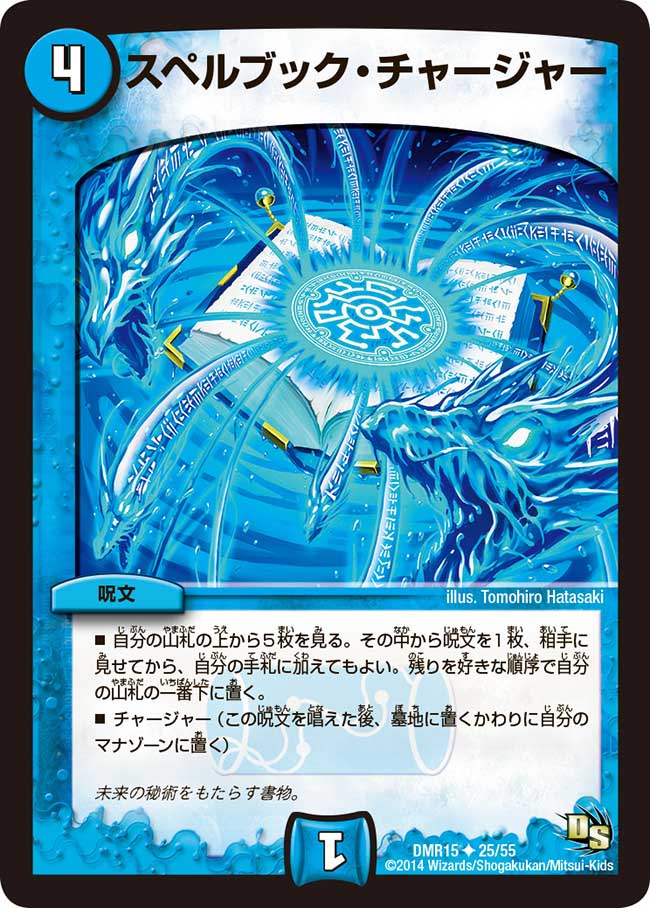 4
スペルブック・チャージャー
呪文
illus. Tomohiro Hatasaki
■ 自分の山札の上から5枚を見る。その中から呪文を1枚、相手に
見せてから、自分の手札に加えてもよい。残りを好きな順序で自分
の山札の一番下に置く。
■ チャージャー（この呪文を唱えた後、墓地に置くかわりに自分の
マナゾーンに置く）
未来の秘術をもたらす書物。
1
DS
DMR15◆25/55
©2014 Wizards/Shogakukan/Mitsui-Kids